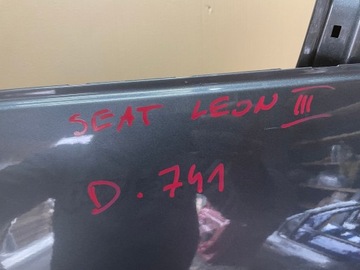 SEAT LEON III
D. 741